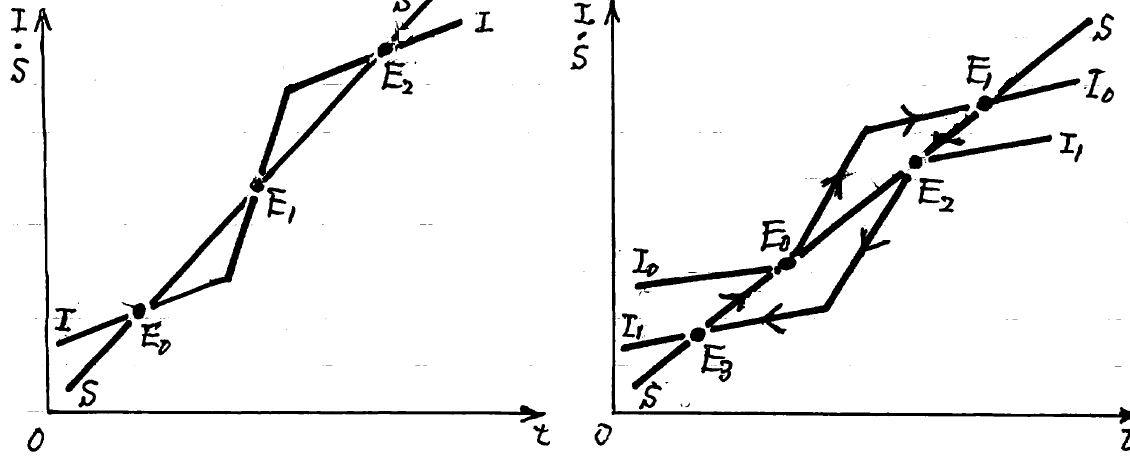 I
Ṡ
S
I
E₂
E₁
I
E₀
S
0
t
I
Ṡ
S
E₁
I₀
I₁
E₂
E₀
I₀
I₁
E₃
S
0